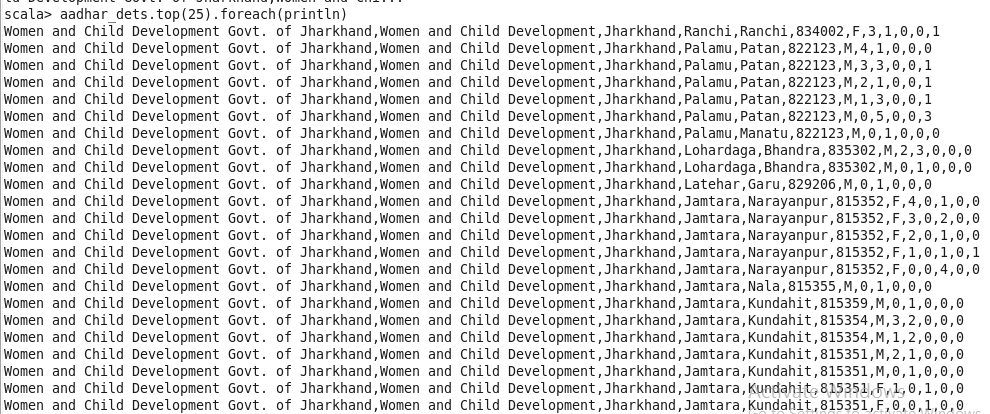 scala> aadhar_dets.top(25).foreach(println)
Women and Child Development Govt. of Jharkhand,Women and Child Development,Jharkhand,Ranchi,Ranchi,834002,F,3,1,0,0,1
Women and Child Development Govt. of Jharkhand,Women and Child Development,Jharkhand,Palamu,Patan,822123,M,4,1,0,0,0
Women and Child Development Govt. of Jharkhand,Women and Child Development,Jharkhand,Palamu,Patan,822123,M,3,3,0,0,1
Women and Child Development Govt. of Jharkhand,Women and Child Development,Jharkhand,Palamu,Patan,822123,M,2,1,0,0,1
Women and Child Development Govt. of Jharkhand,Women and Child Development,Jharkhand,Palamu,Patan,822123,M,1,3,0,0,1
Women and Child Development Govt. of Jharkhand,Women and Child Development,Jharkhand,Palamu,Patan,822123,M,0,5,0,0,3
Women and Child Development Govt. of Jharkhand,Women and Child Development,Jharkhand,Palamu,Manatu,822123,M,0,1,0,0,0
Women and Child Development Govt. of Jharkhand,Women and Child Development,Jharkhand,Lohardaga,Bhandra,835302,M,2,3,0,0,0
Women and Child Development Govt. of Jharkhand,Women and Child Development,Jharkhand,Lohardaga,Bhandra,835302,M,0,1,0,0,0
Women and Child Development Govt. of Jharkhand,Women and Child Development,Jharkhand,Latehar,Garu,829206,M,0,1,0,0,0
Women and Child Development Govt. of Jharkhand,Women and Child Development,Jharkhand,Jamtara,Narayanpur,815352,F,4,0,1,0,0
Women and Child Development Govt. of Jharkhand,Women and Child Development,Jharkhand,Jamtara,Narayanpur,815352,F,3,0,2,0,0
Women and Child Development Govt. of Jharkhand,Women and Child Development,Jharkhand,Jamtara,Narayanpur,815352,F,2,0,1,0,0
Women and Child Development Govt. of Jharkhand,Women and Child Development,Jharkhand,Jamtara,Narayanpur,815352,F,1,0,1,0,1
Women and Child Development Govt. of Jharkhand,Women and Child Development,Jharkhand,Jamtara,Narayanpur,815352,F,0,0,4,0,0
Women and Child Development Govt. of Jharkhand,Women and Child Development,Jharkhand,Jamtara,Nala,815355,M,0,1,0,0,0
Women and Child Development Govt. of Jharkhand,Women and Child Development,Jharkhand,Jamtara,Kundahit,815359,M,0,1,0,0,0
Women and Child Development Govt. of Jharkhand,Women and Child Development,Jharkhand,Jamtara,Kundahit,815354,M,3,2,0,0,0
Women and Child Development Govt. of Jharkhand,Women and Child Development,Jharkhand,Jamtara,Kundahit,815354,M,1,2,0,0,0
Women and Child Development Govt. of Jharkhand,Women and Child Development,Jharkhand,Jamtara,Kundahit,815351,M,2,1,0,0,0
Women and Child Development Govt. of Jharkhand,Women and Child Development,Jharkhand,Jamtara,Kundahit,815351,M,0,1,0,0,0
Women and Child Development Govt. of Jharkhand,Women and Child Development,Jharkhand,Jamtara,Kundahit,815351,F,1,0,1,0,0
Women and Child Development Govt. of Jharkhand,Women and Child Development,Jharkhand,Jamtara,Kundahit,815351,F,0,0,1,0,0
Activate Windows